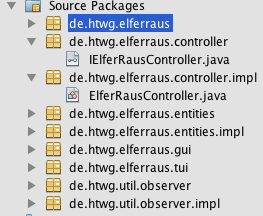 Source Packages
de.htwg.elferraus
de.htwg.elferraus.controller
IElferRausController.java
de.htwg.elferraus.controller.impl
ElferRausController.java
de.htwg.elferraus.entities
de.htwg.elferraus.entities.impl
de.htwg.elferraus.gui
de.htwg.elferraus.tui
de.htwg.util.observer
de.htwg.util.observer.impl